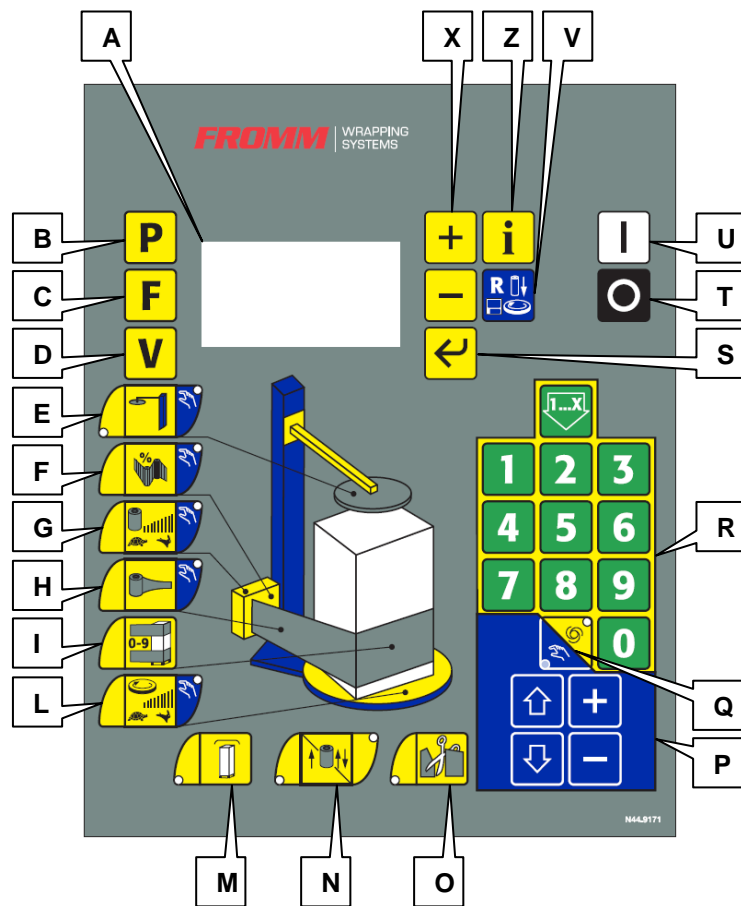 A X Z V
FROMM WRAPPING
SYSTEMS
B P + i I U
C F - R O T
D V S
E 1...X
F % 1 2 3
G 4 5 6 R
H 7 8 9
I 0-9 0
L Q
+
- P
M N O
N44.9171